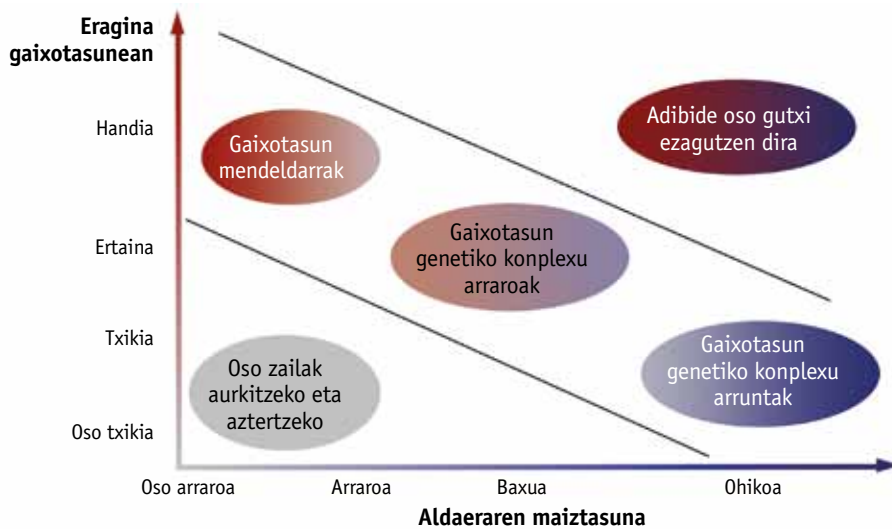 Eragina
gaixotasunean
Handia
Ertaina
Txikia
Oso txikia
Gaixotasun
mendeldarrak
Adibide oso gutxi
ezagutzen dira
Gaixotasun
genetiko konplexu
arraroak
Oso zailak
aurkitzeko eta
aztertzeko
Gaixotasun
genetiko konplexu
arruntak
Oso arraroa
Arraroa
Baxua
Ohikoa
Aldaeraren maiztasuna